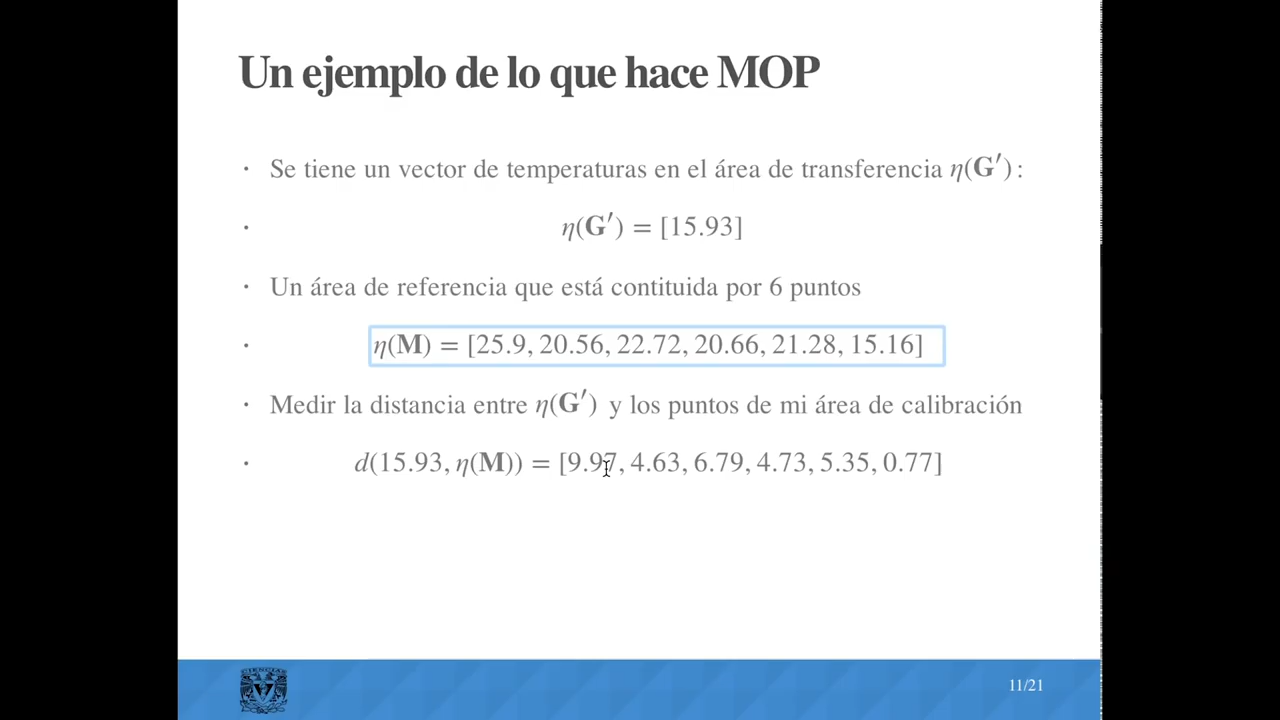 Un ejemplo de lo que hace MOP
· Se tiene un vector de temperaturas en el área de transferencia η(G′):
· η(G′) = [15.93]
· Un área de referencia que está contituida por 6 puntos
· η(M) = [25.9, 20.56, 22.72, 20.66, 21.28, 15.16]
· Medir la distancia entre η(G′) y los puntos de mi área de calibración
· d(15.93, η(M)) = [9.97, 4.63, 6.79, 4.73, 5.35, 0.77]
CIENCIAS
11/21